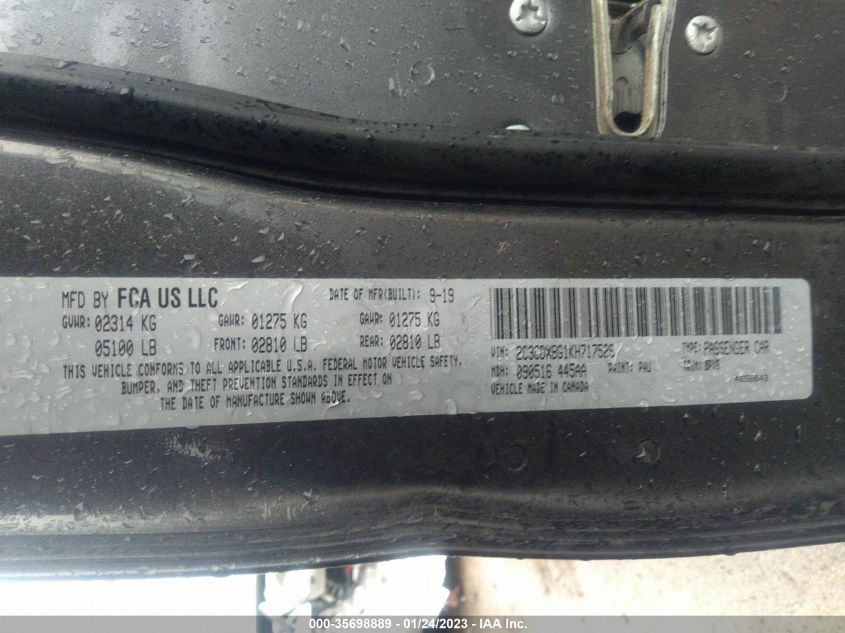 MFD BY FCA US LLC DATE OF MFR(BUILT): 9-19
GVWR: 02314 KG GAWR: 01275 KG GAWR: 01275 KG
05100 LB FRONT: 02810 LB REAR: 02810 LB
THIS VEHICLE CONFORMS TO ALL APPLICABLE U.S.A. FEDERAL MOTOR VEHICLE SAFETY,
BUMPER, AND THEFT PREVENTION STANDARDS IN EFFECT ON
THE DATE OF MANUFACTURE SHOWN ABOVE.
VIN: TYPE: PASSENGER CAR
MDH: 090516 445AA PAINT: PAU TRIM:
VEHICLE MADE IN CANADA
000-35698889 - 01/24/2023 - IAA Inc.